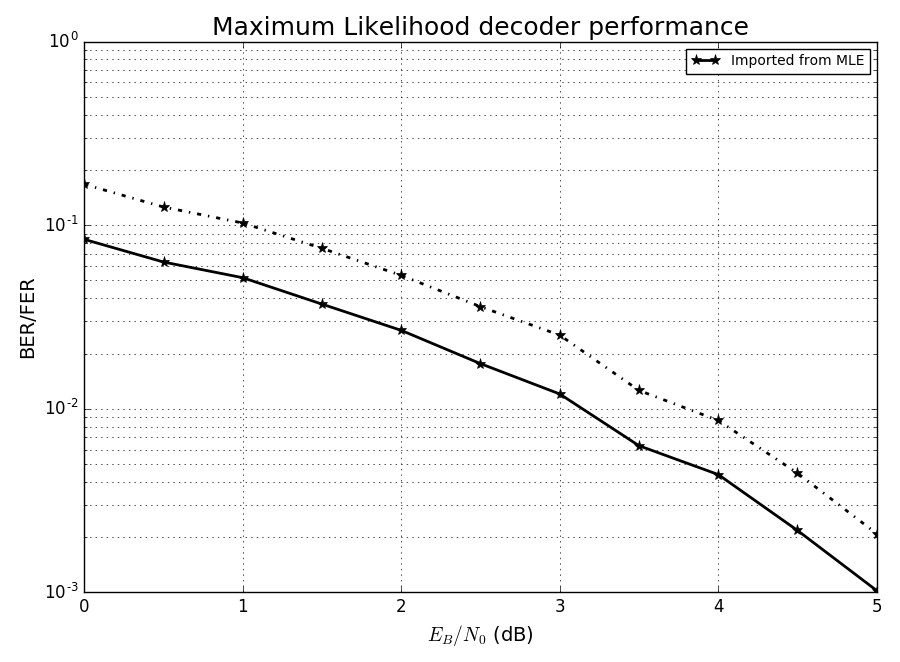 Maximum Likelihood decoder performance
Imported from MLE
10^0
10^-1
10^-2
10^-3
BER/FER
0 1 2 3 4 5
E_B/N_0 (dB)